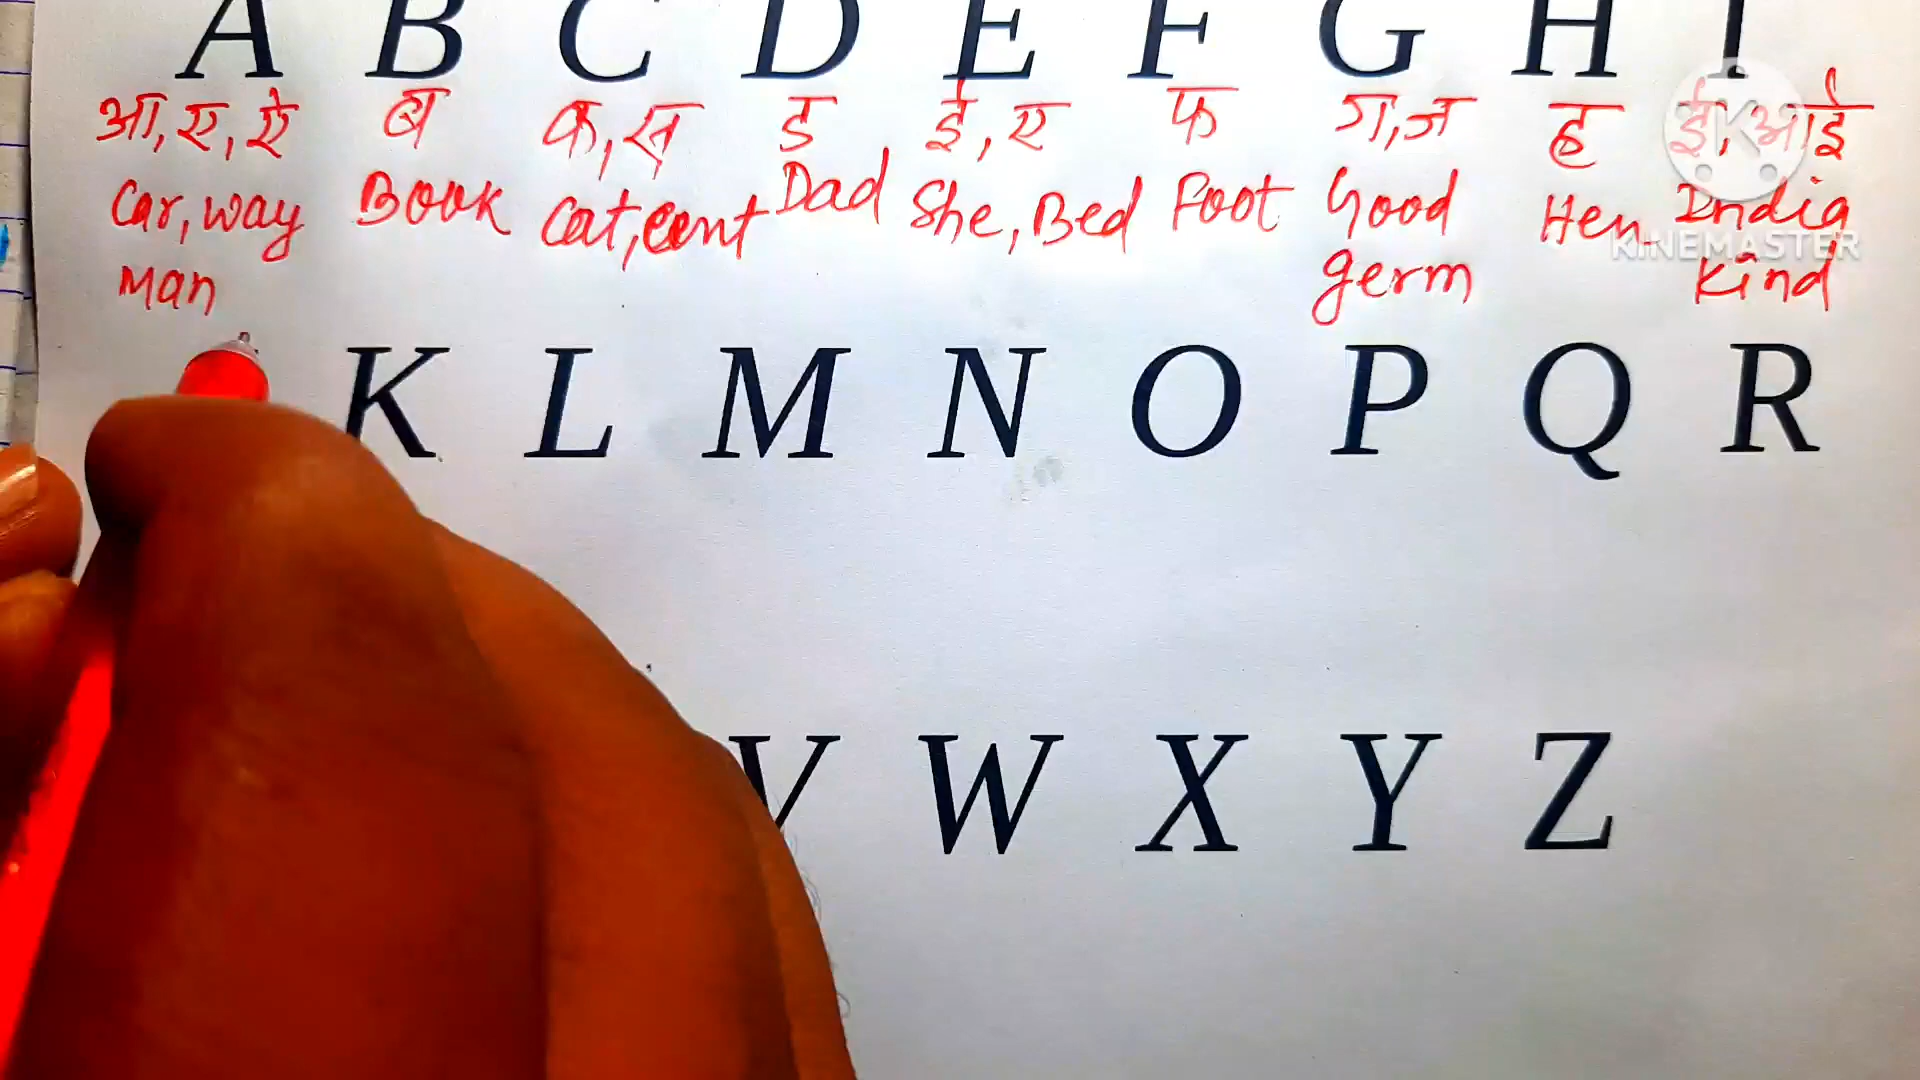 A B C D E F G H I
आ, ए, ऐ ब क, स ड ई, ए फ ग, ज ह ई, आई
Car, way Book Cat, Cent Dad She, Bed Foot Good Hen India
Man germ Kind
KINEMASTER
K L M N O P Q R
V W X Y Z